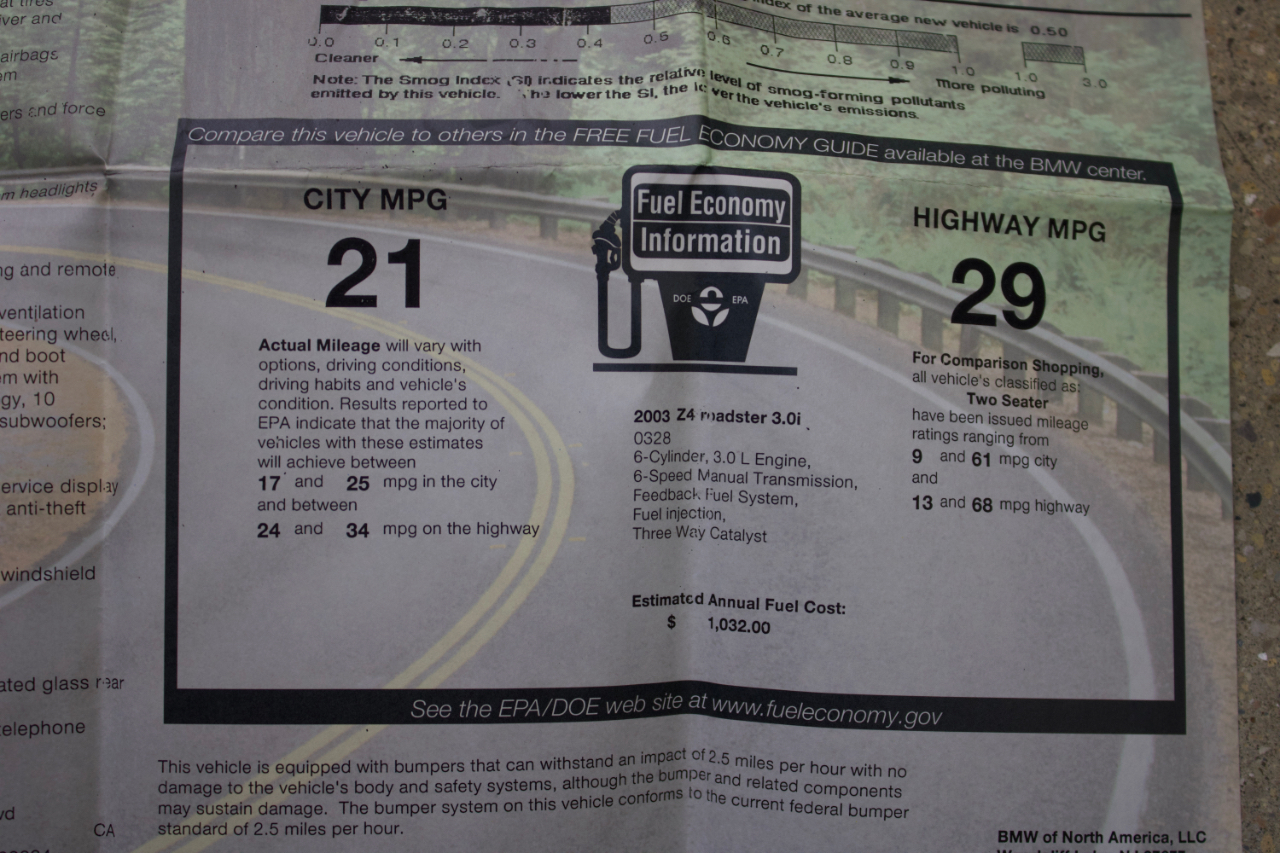 ndex of the average new vehicle is 0.50
0.0 0.1 0.2 0.3 0.4 0.5 0.6 0.7 0.8 0.9 1.0 1.0 3.0
Cleaner
More polluting
Note: The Smog Index (SI) indicates the relative level of smog-forming pollutants
emitted by this vehicle. The lower the SI, the lower the vehicle's emissions.
iver and
airbags
em
ers and force
m headlights
ng and remote
ventilation
teering wheel,
nd boot
em with
gy, 10
subwoofers;
ervice display
anti-theft
windshield
ated glass rear
telephone
vd
CA
Compare this vehicle to others in the FREE FUEL ECONOMY GUIDE available at the BMW center.
CITY MPG
21
Actual Mileage will vary with
options, driving conditions,
driving habits and vehicle's
condition. Results reported to
EPA indicate that the majority of
vehicles with these estimates
will achieve between
17 and 25 mpg in the city
and between
24 and 34 mpg on the highway
Fuel Economy
Information
DOE EPA
2003 Z4 roadster 3.0i
0328
6-Cylinder, 3.0 L Engine,
6-Speed Manual Transmission,
Feedback Fuel System,
Fuel injection,
Three Way Catalyst
Estimated Annual Fuel Cost:
$ 1,032.00
HIGHWAY MPG
29
For Comparison Shopping,
all vehicle's classified as:
Two Seater
have been issued mileage
ratings ranging from
9 and 61 mpg city
and
13 and 68 mpg highway
See the EPA/DOE web site at www.fueleconomy.gov
This vehicle is equipped with bumpers that can withstand an impact of 2.5 miles per hour with no
damage to the vehicle's body and safety systems, although the bumper and related components
may sustain damage. The bumper system on this vehicle conforms to the current federal bumper
standard of 2.5 miles per hour.
BMW of North America, LLC